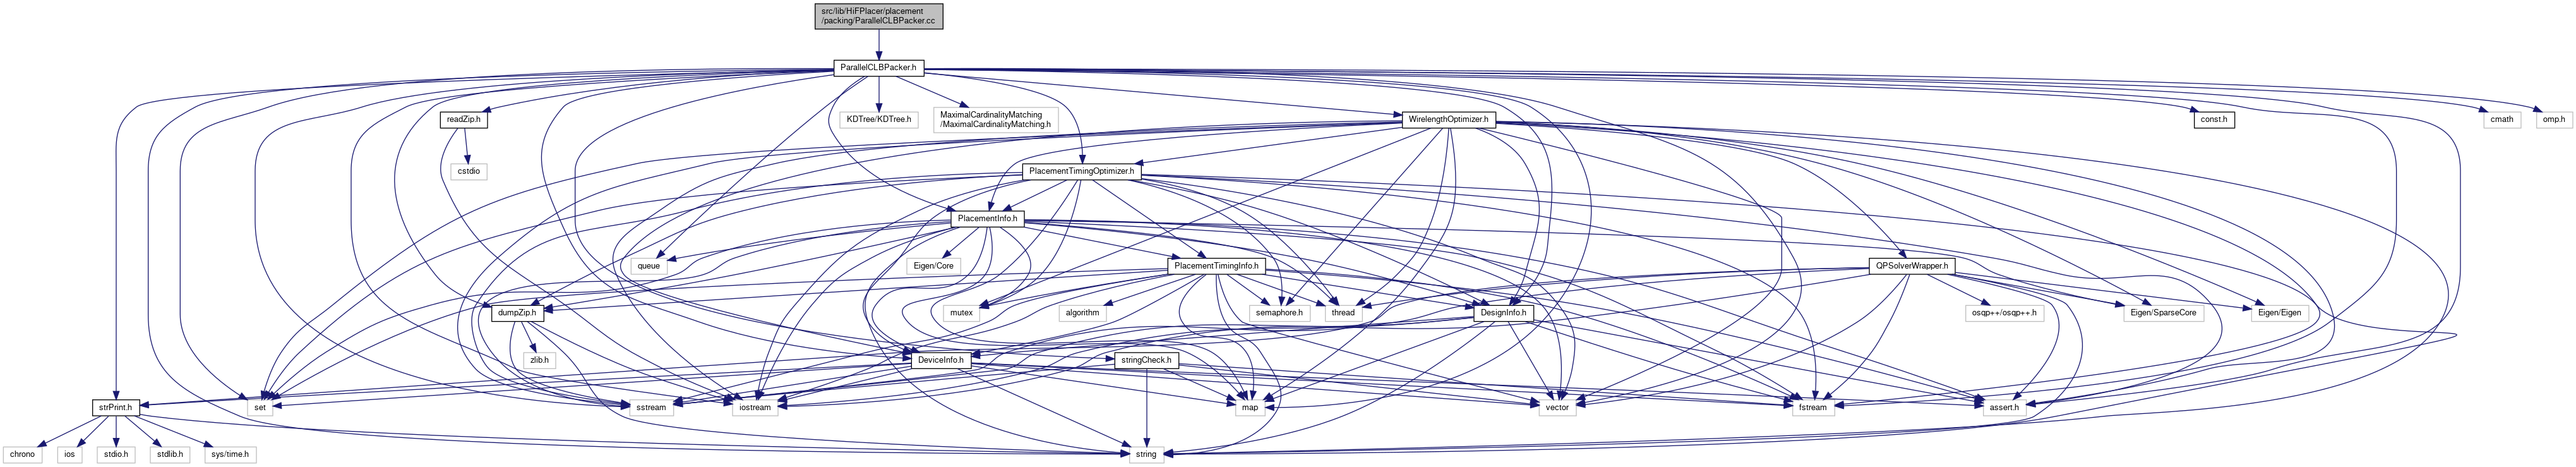 src/lib/HiFPlacer/placement
/packing/ParallelCLBPacker.cc
ParallelCLBPacker.h
readZip.h
KDTree/KDTree.h
MaximalCardinalityMatching
/MaximalCardinalityMatching.h
WirelengthOptimizer.h
const.h
cmath
omp.h
cstdio
PlacementTimingOptimizer.h
PlacementInfo.h
queue
Eigen/Core
PlacementTimingInfo.h
QPSolverWrapper.h
dumpZip.h
mutex
algorithm
semaphore.h
thread
DesignInfo.h
osqp++/osqp++.h
Eigen/SparseCore
Eigen/Eigen
zlib.h
DeviceInfo.h
stringCheck.h
strPrint.h
set
sstream
iostream
map
vector
fstream
assert.h
chrono
ios
stdio.h
stdlib.h
sys/time.h
string